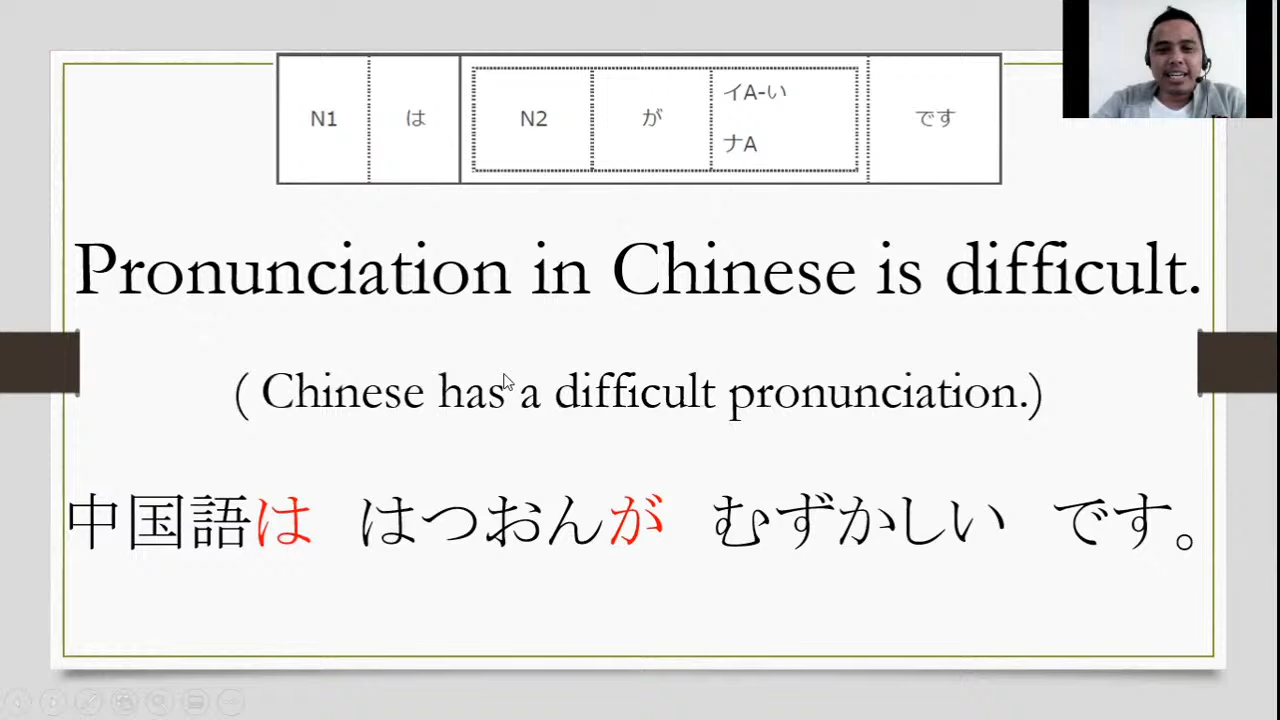 N1 は N2 が イA-い です
ナA
Pronunciation in Chinese is difficult.
( Chinese has a difficult pronunciation.)
中国語は はつおんが むずかしい です。